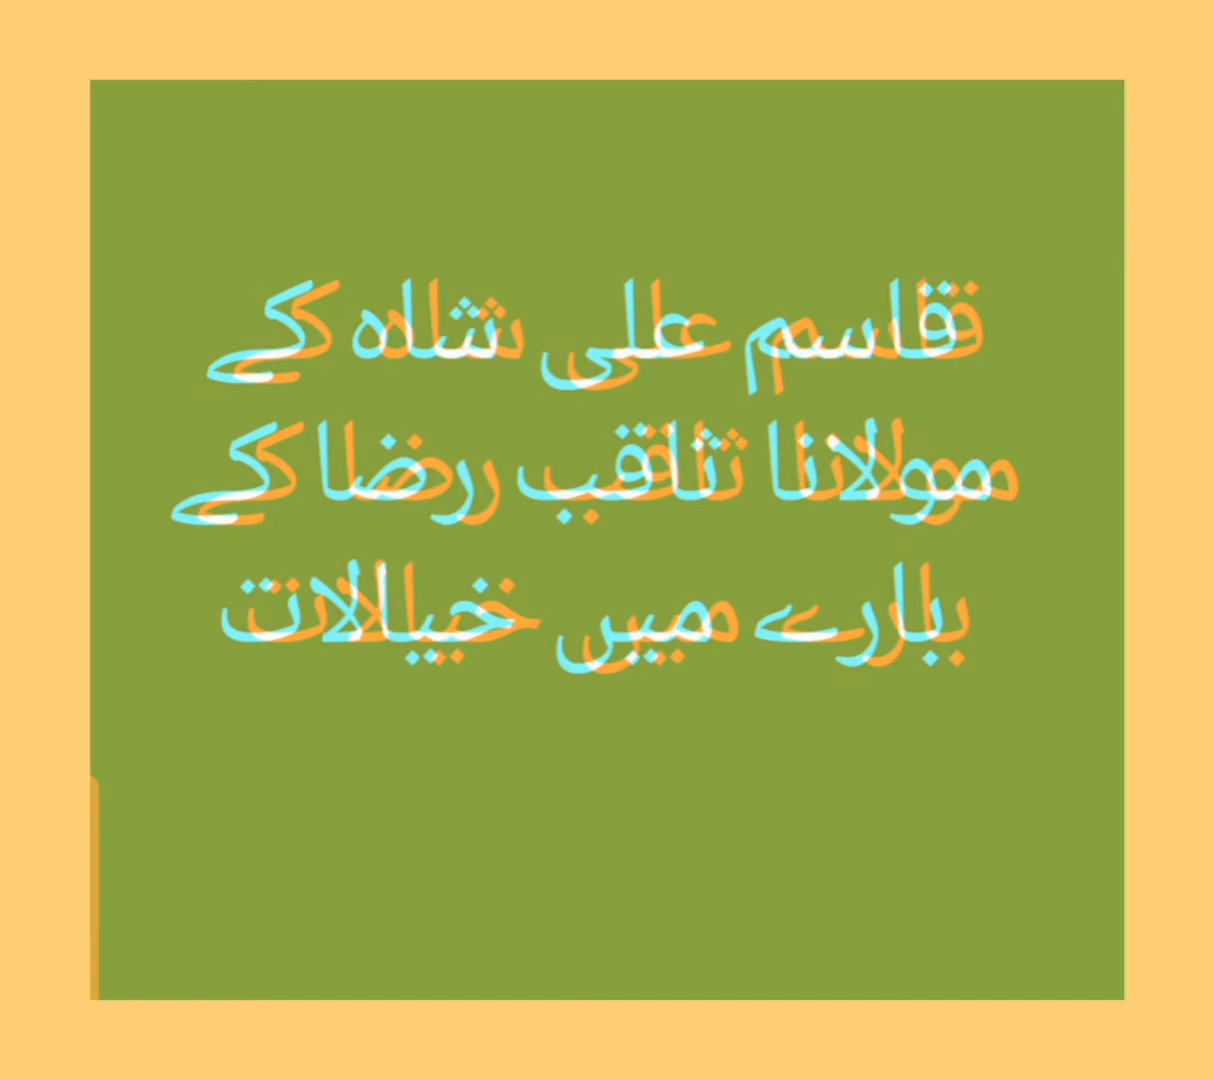 قاسم علی شاہ کے
مولانا ثاقب رضا کے
بارے میں خیالات